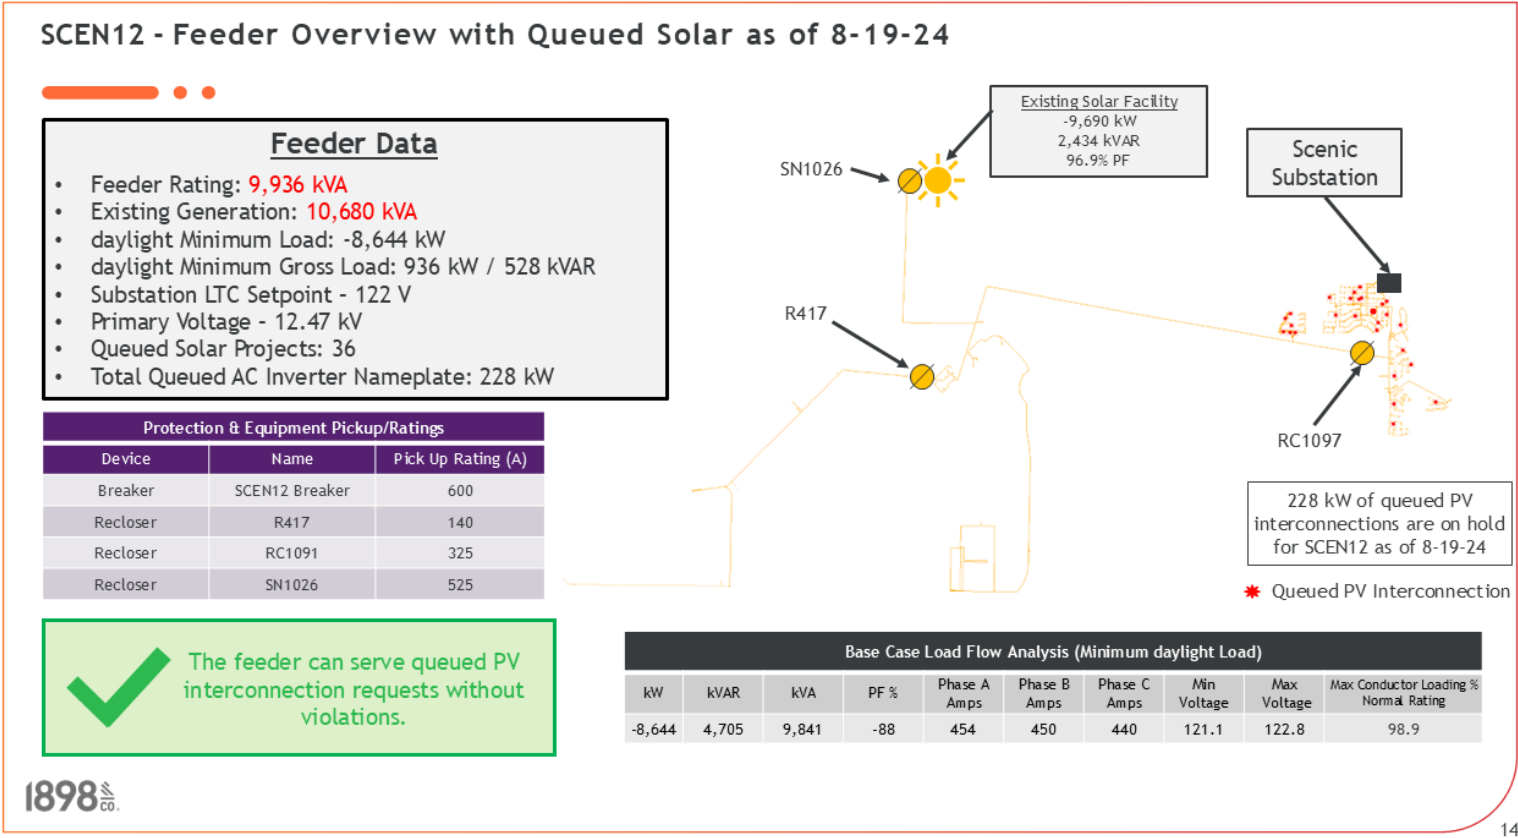 SCEN12 - Feeder Overview with Queued Solar as of 8-19-24
Feeder Data
• Feeder Rating: 9,936 kVA
• Existing Generation: 10,680 kVA
• daylight Minimum Load: -8,644 kW
• daylight Minimum Gross Load: 936 kW / 528 kVAR
• Substation LTC Setpoint – 122 V
• Primary Voltage – 12.47 kV
• Queued Solar Projects: 36
• Total Queued AC Inverter Nameplate: 228 kW
Protection & Equipment Pickup/Ratings
Device Name Pick Up Rating (A)
Breaker SCEN12 Breaker 600
Recloser R417 140
Recloser RC1091 325
Recloser SN1026 525
The feeder can serve queued PV
interconnection requests without
violations.
Existing Solar Facility
-9,690 kW
2,434 kVAR
96.9% PF
SN1026
Scenic
Substation
R417
RC1097
228 kW of queued PV
interconnections are on hold
for SCEN12 as of 8-19-24
Queued PV Interconnection
Base Case Load Flow Analysis (Minimum daylight Load)
kW kVAR kVA PF % Phase A Amps Phase B Amps Phase C Amps Min Voltage Max Voltage Max Conductor Loading % Normal Rating
-8,644 4,705 9,841 -88 454 450 440 121.1 122.8 98.9
1898 & CO.
14